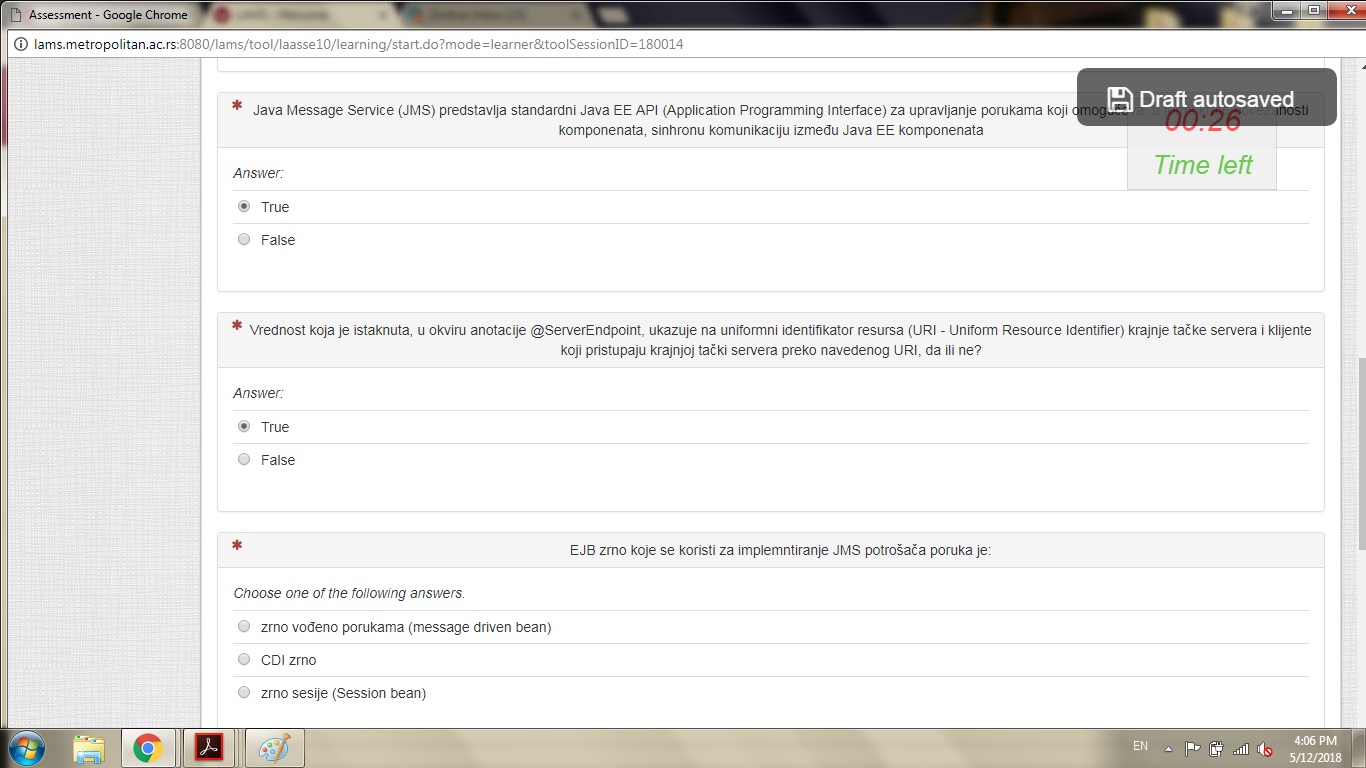 Assessment - Google Chrome
lams.metropolitan.ac.rs:8080/lams/tool/laasse10/learning/start.do?mode=learner&toolSessionID=180014
Draft autosaved
00:26
Time left
* Java Message Service (JMS) predstavlja standardni Java EE API (Application Programming Interface) za upravljanje porukama koji
komponenata, sinhronu komunikaciju između Java EE komponenata
Answer:
True
False
* Vrednost koja je istaknuta, u okviru anotacije @ServerEndpoint, ukazuje na uniformni identifikator resursa (URI - Uniform Resource Identifier) krajnje tačke servera i klijente
koji pristupaju krajnjoj tački servera preko navedenog URI, da ili ne?
Answer:
True
False
* EJB zrno koje se koristi za implemntiranje JMS potrošača poruka je:
Choose one of the following answers.
zrno vođeno porukama (message driven bean)
CDI zrno
zrno sesije (Session bean)
EN
4:06 PM
5/12/2018